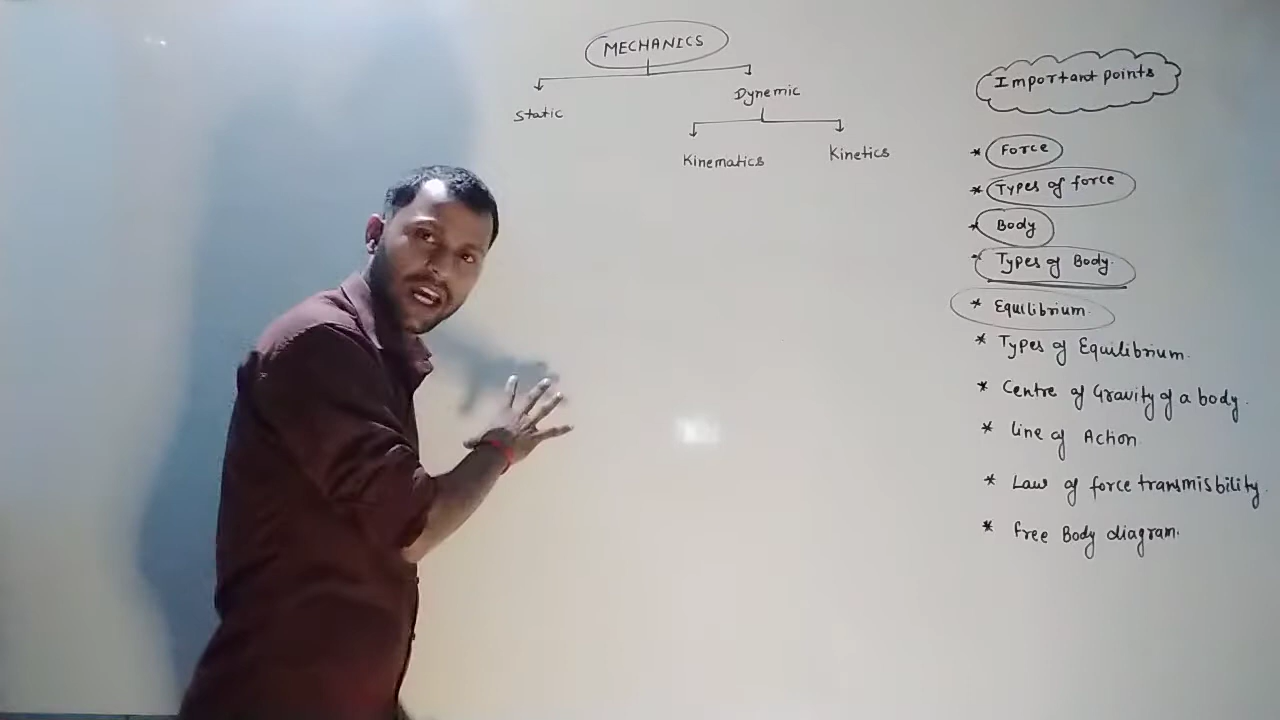 MECHANICS
Static
Dynemic
Kinematics
Kinetics
Important points
* Force
* Types of force
* Body
* Types of Body.
* Equilibrium.
* Types of Equilibrium.
* Centre of Gravity of a body.
* line of Action
* Law of force transmisbility.
* free Body diagram.